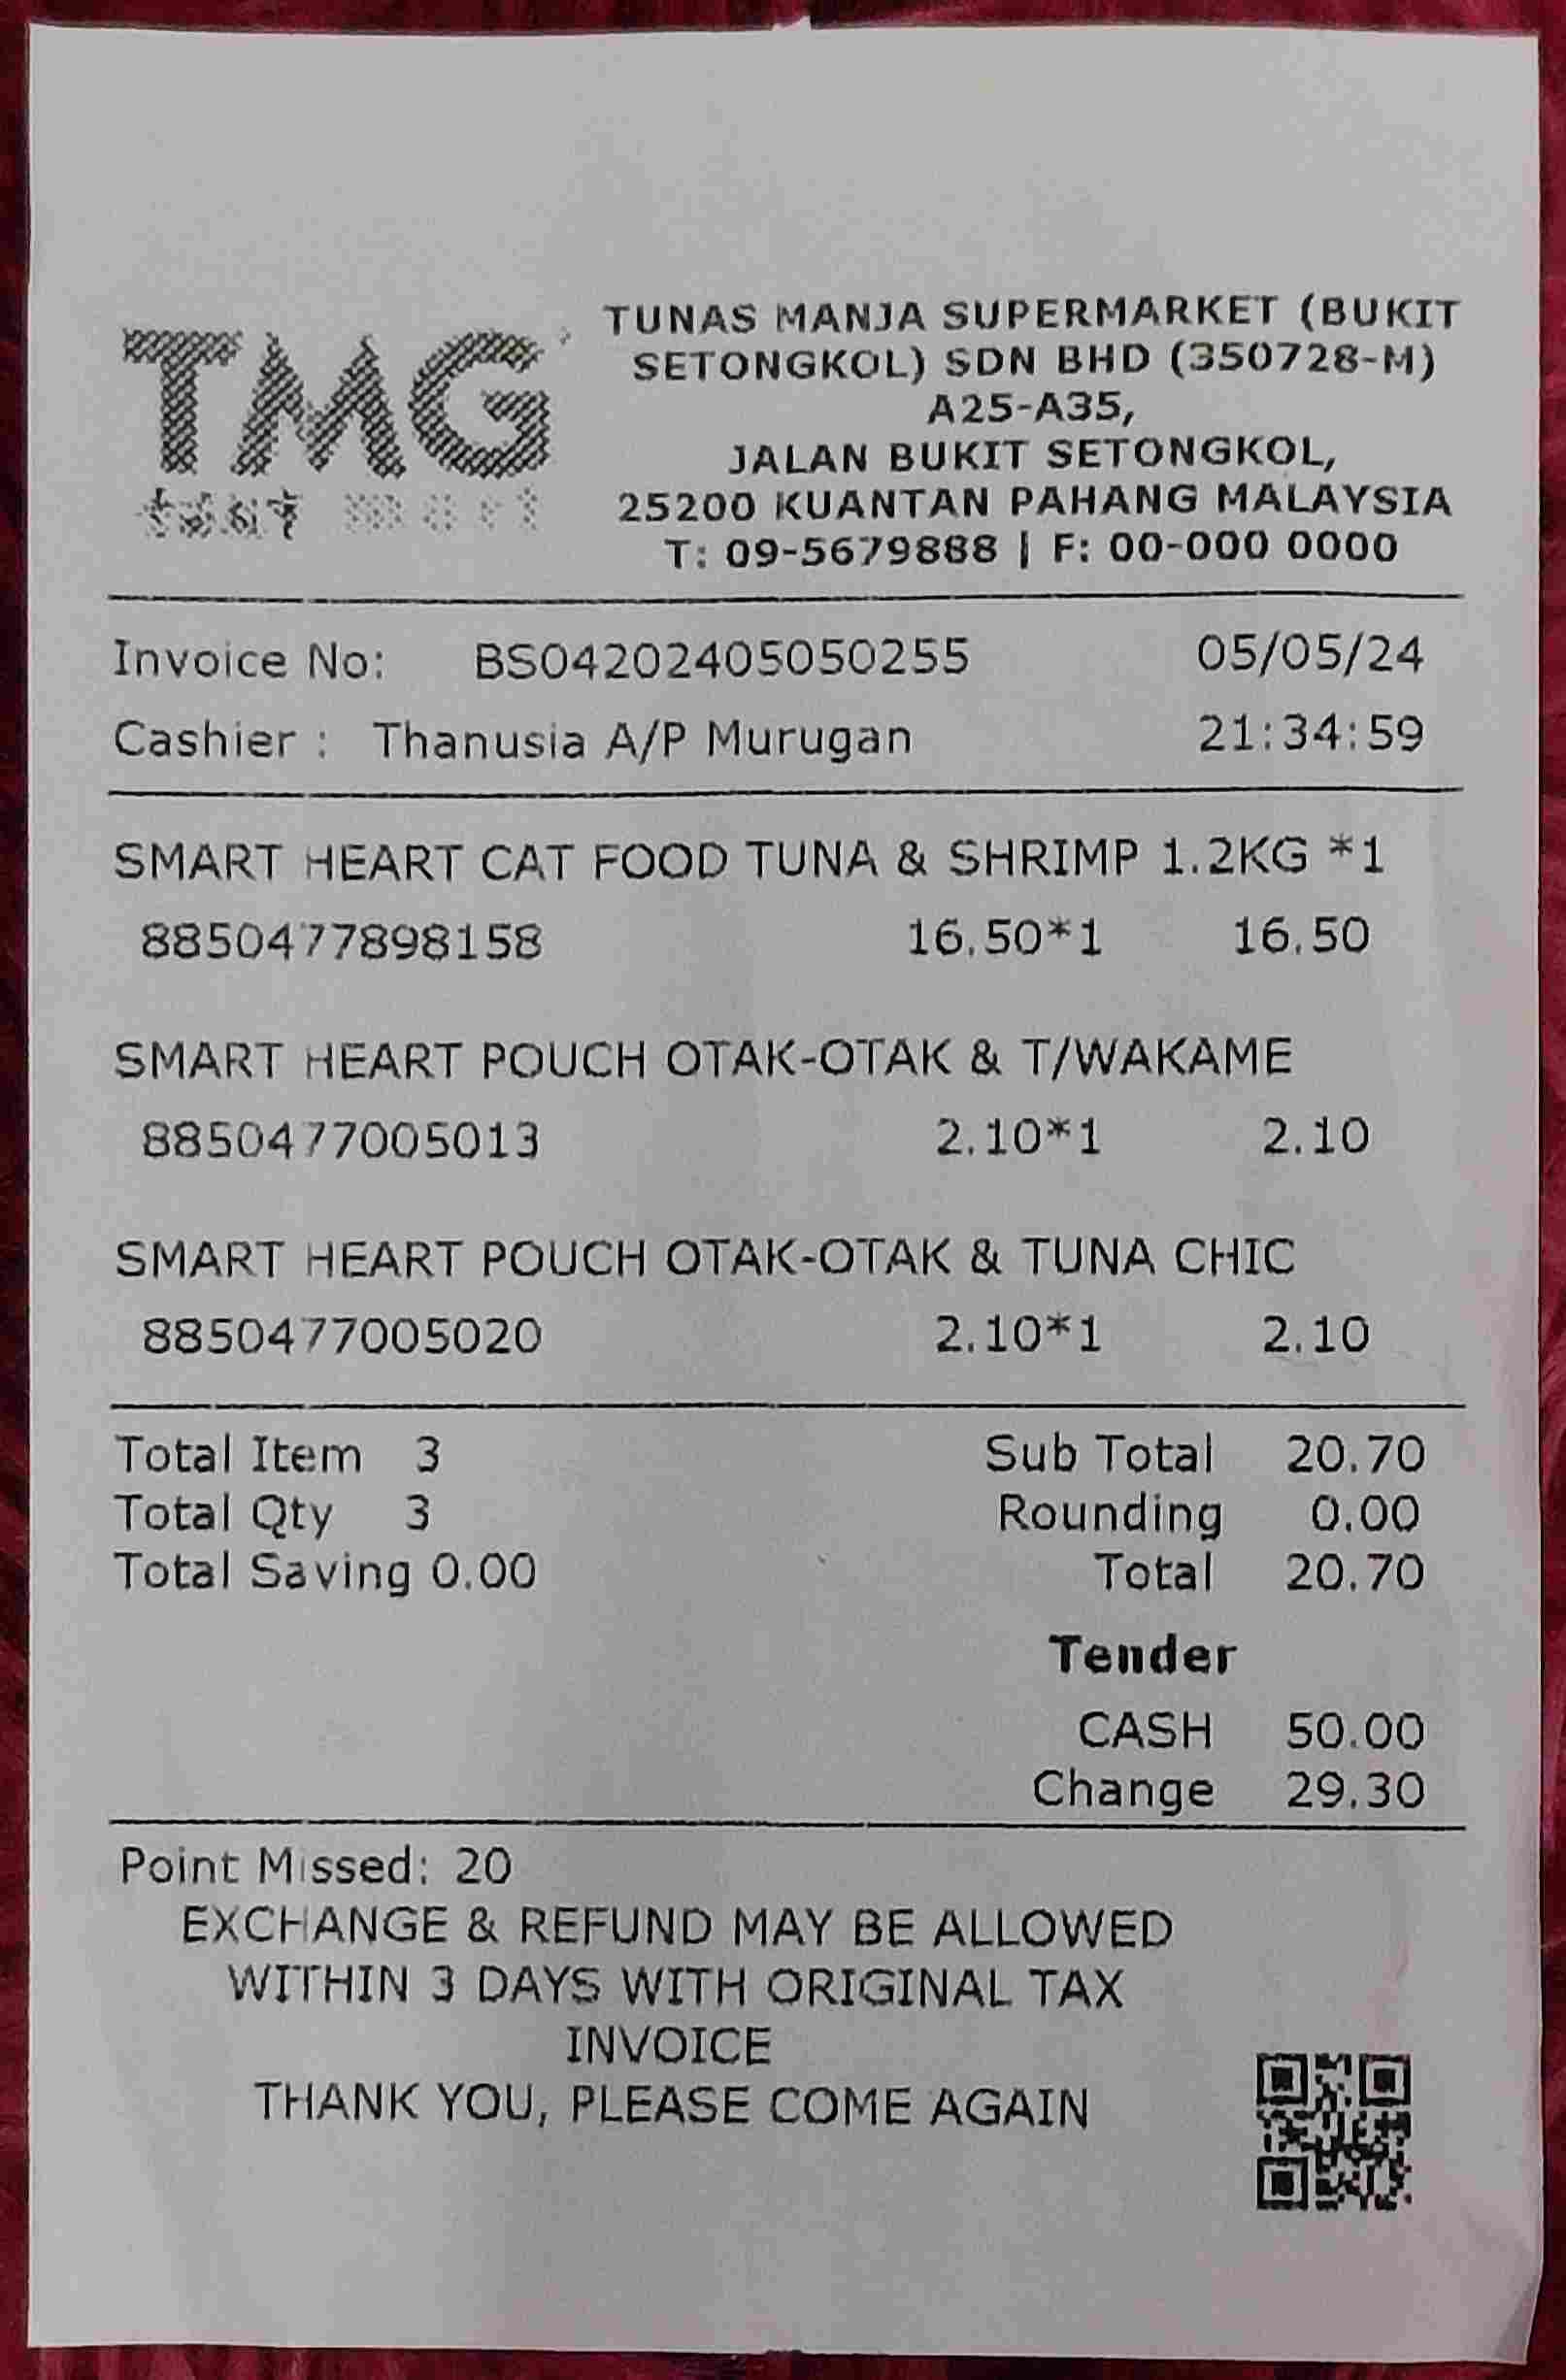 TMG
TUNAS MANJA SUPERMARKET (BUKIT
SETONGKOL) SDN BHD (350728-M)
A25-A35,
JALAN BUKIT SETONGKOL,
25200 KUANTAN PAHANG MALAYSIA
T: 09-5679888 | F: 00-000 0000
Invoice No: BS04202405050255 05/05/24
Cashier : Thanusia A/P Murugan 21:34:59
SMART HEART CAT FOOD TUNA & SHRIMP 1.2KG *1
8850477898158 16.50*1 16.50
SMART HEART POUCH OTAK-OTAK & T/WAKAME
8850477005013 2.10*1 2.10
SMART HEART POUCH OTAK-OTAK & TUNA CHIC
8850477005020 2.10*1 2.10
Total Item 3 Sub Total 20.70
Total Qty 3 Rounding 0.00
Total Saving 0.00 Total 20.70
Tender
CASH 50.00
Change 29.30
Point Missed: 20
EXCHANGE & REFUND MAY BE ALLOWED
WITHIN 3 DAYS WITH ORIGINAL TAX
INVOICE
THANK YOU, PLEASE COME AGAIN